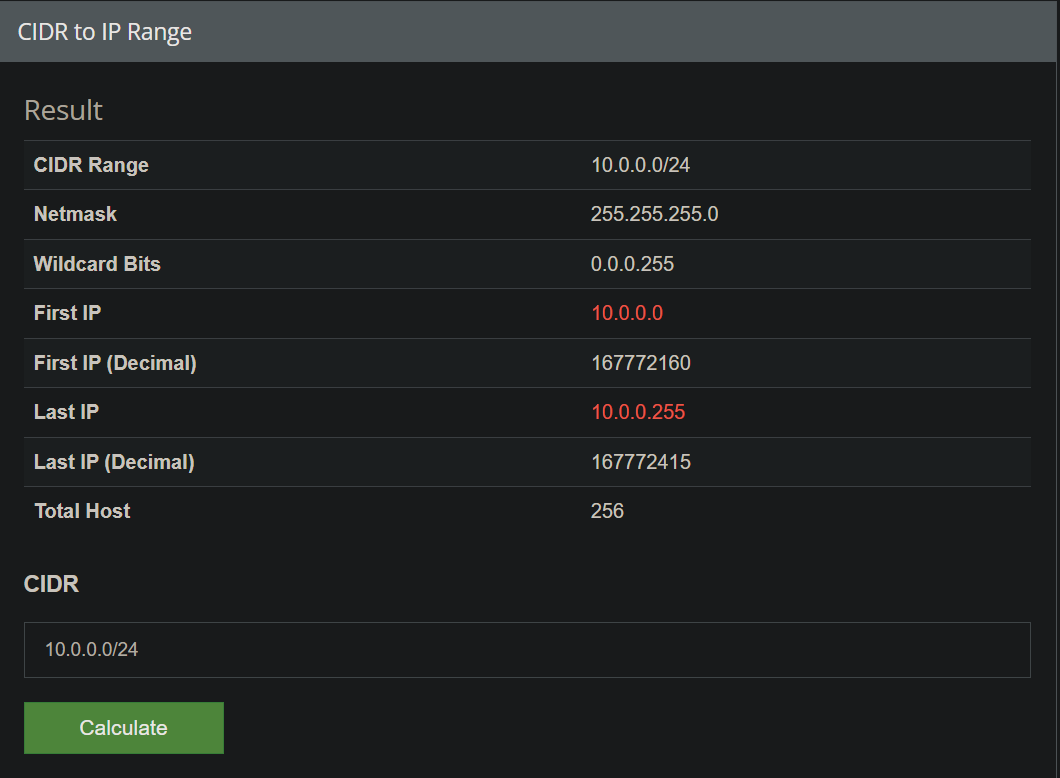 CIDR to IP Range
Result
CIDR Range 10.0.0.0/24
Netmask 255.255.255.0
Wildcard Bits 0.0.0.255
First IP 10.0.0.0
First IP (Decimal) 167772160
Last IP 10.0.0.255
Last IP (Decimal) 167772415
Total Host 256
CIDR
10.0.0.0/24
Calculate